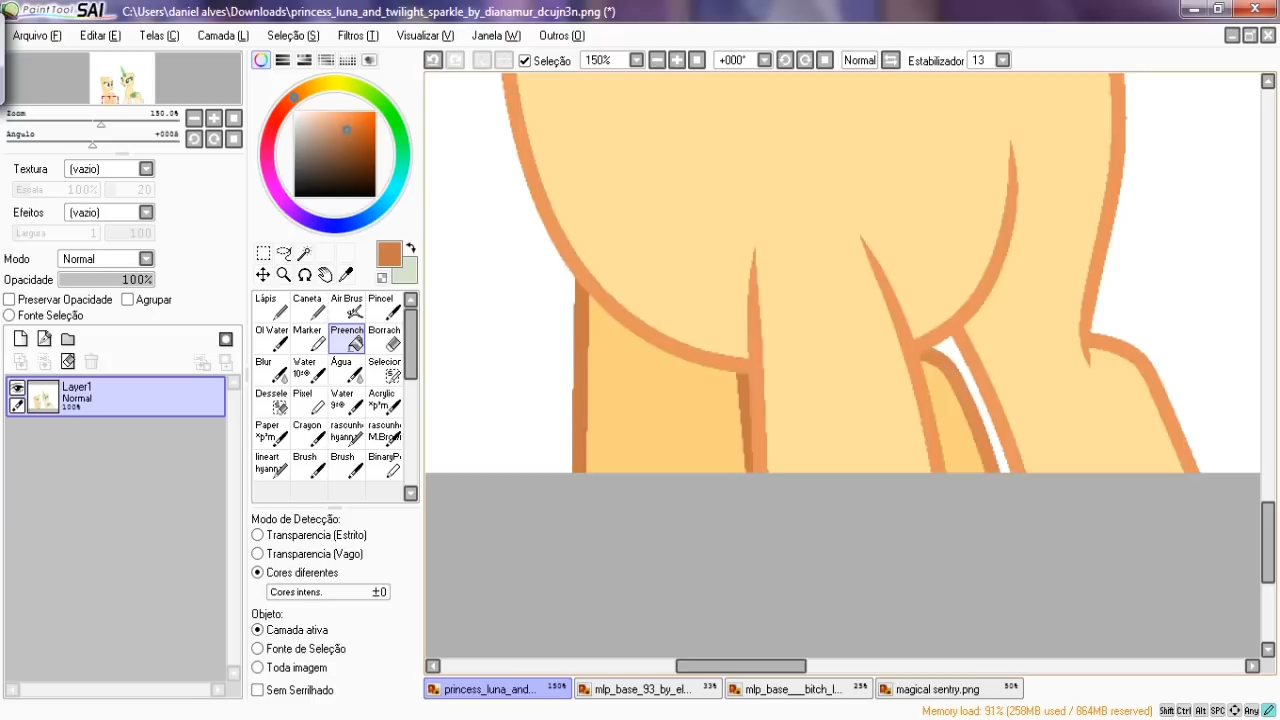 PaintTool SAI C:\Users\daniel alves\Downloads\princess_luna_and_twilight_sparkle_by_dianamur_dcujn3n.png (*)
Arquivo (F) Editar (E) Telas (C) Camada (L) Seleção (S) Filtros (T) Visualizar (V) Janela (W) Outros (O)
Seleção 150% +000° Normal Estabilizador 13
Zoom 150.0%
Angulo +000δ
Textura (vazio)
Escala 100% 20
Efeitos (vazio)
Largura 1 100
Modo Normal
Opacidade 100%
Preservar Opacidade Agrupar
Fonte Seleção
Layer1
Normal
100%
Lápis Caneta Air Brus Pincel
Ol Water Marker Preench Borrach
Blur Water Água Selecior
Dessele Pixel Water Acrylic
Paper Crayon rascunho rascunho
hyann M.Bro
lineart Brush Brush BinaryP
hyann
Modo de Detecção:
Transparencia (Estrito)
Transparencia (Vago)
Cores diferentes
Cores intens. ±0
Objeto:
Camada ativa
Fonte de Seleção
Toda imagem
Sem Serrilhado
princess_luna_and... 150% mlp_base_93_by_el... 33% mlp_base___bitch_l... 25% magical sentry.png 50%
Memory load: 91% (258MB used / 864MB reserved) Shift Ctrl Alt SPC Any